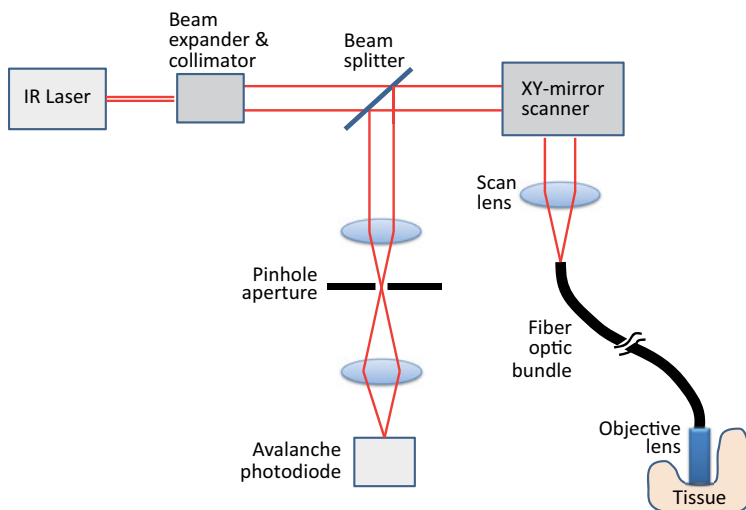 Beam
expander &
collimator
Beam
splitter
IR Laser
XY-mirror
scanner
Scan
lens
Pinhole
aperture
Fiber
optic
bundle
Objective
lens
Avalanche
photodiode
Tissue